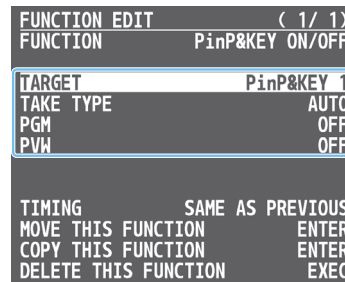 FUNCTION EDIT ( 1/ 1)
FUNCTION PinP&KEY ON/OFF
TARGET PinP&KEY 1
TAKE TYPE AUTO
PGM OFF
PVW OFF
TIMING SAME AS PREVIOUS
MOVE THIS FUNCTION ENTER
COPY THIS FUNCTION ENTER
DELETE THIS FUNCTION EXEC